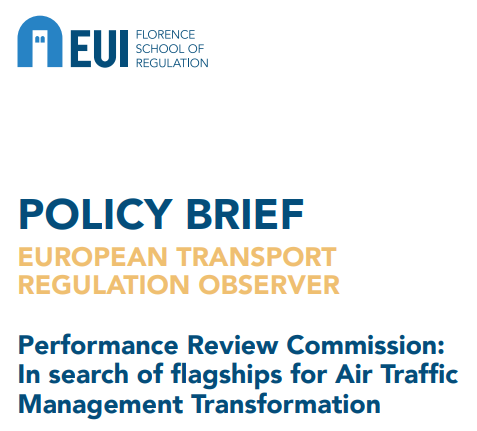 EUI
FLORENCE
SCHOOL OF
REGULATION
POLICY BRIEF
EUROPEAN TRANSPORT
REGULATION OBSERVER
Performance Review Commission:
In search of flagships for Air Traffic
Management Transformation